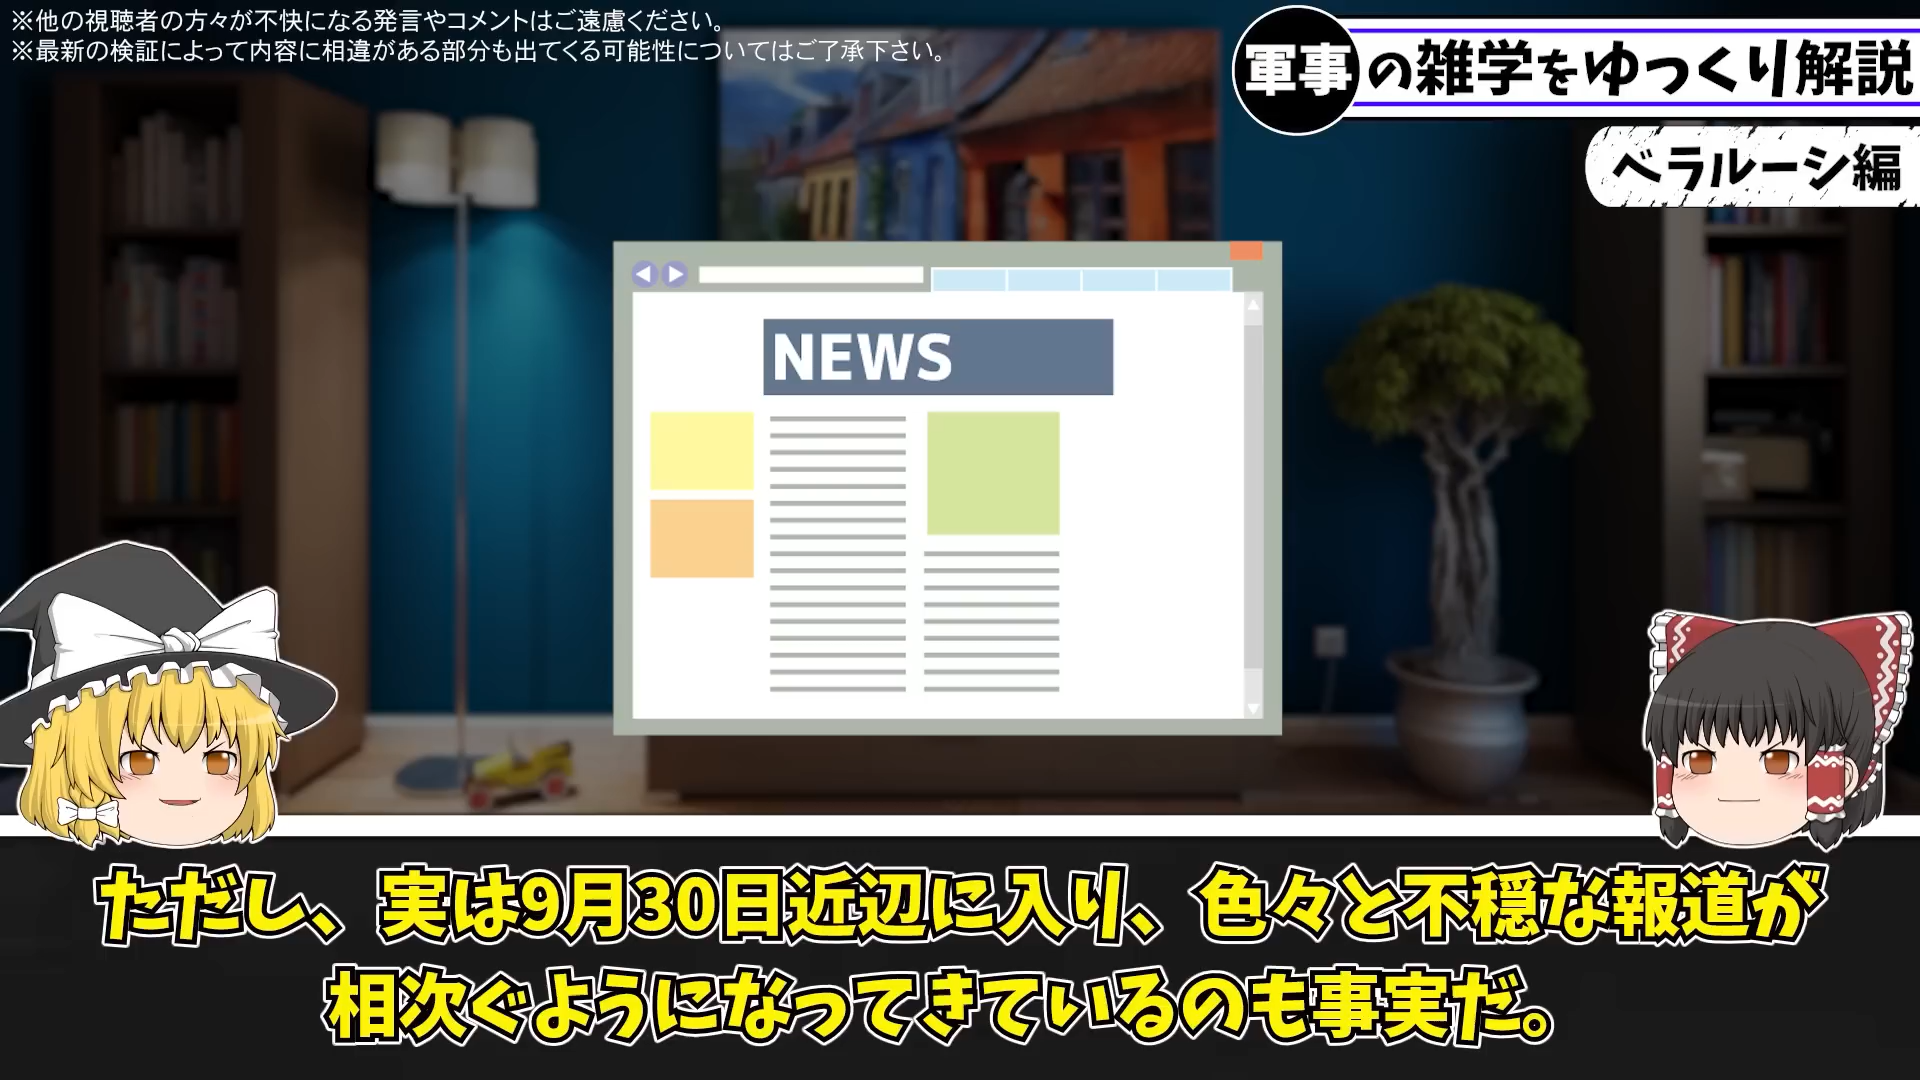 ※他の視聴者の方々が不快になる発言やコメントはご遠慮ください。
※最新の検証によって内容に相違がある部分も出てくる可能性についてはご了承下さい。
軍事の雑学をゆっくり解説
ベラルーシ編
NEWS
ただし、実は9月30日近辺に入り、色々と不穏な報道が
相次ぐようになってきているのも事実だ。